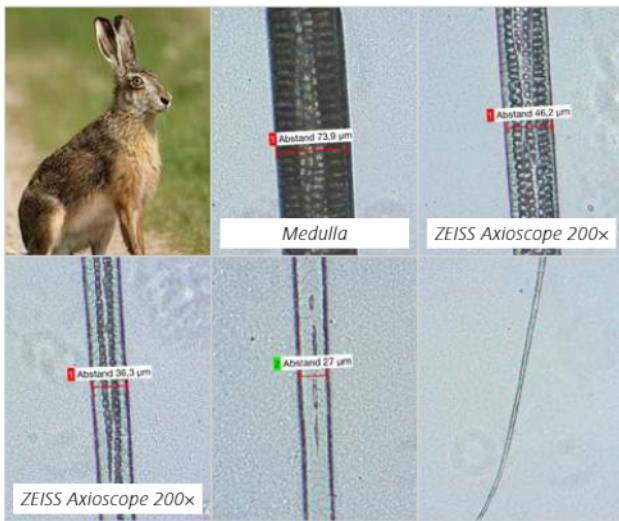 1 Abstand 73,9 µm
Medulla
1 Abstand 46,2 µm
ZEISS Axioscope 200×
1 Abstand 36,3 µm
ZEISS Axioscope 200×
2 Abstand 27 µm